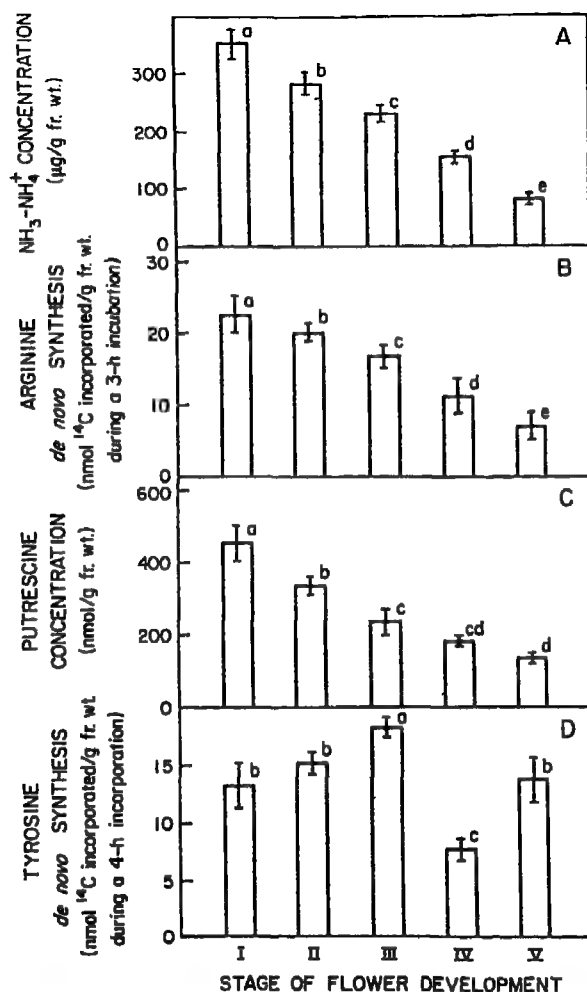 NH₃-NH₄⁺ CONCENTRATION
(µg/g fr. wt.)
300
200
100
0
A
a
b
c
d
e
ARGININE
de novo SYNTHESIS
(nmol ¹⁴C incorporated/g fr. wt.
during a 3-h incubation)
30
20
10
0
B
a
b
c
d
e
PUTRESCINE
CONCENTRATION
(nmol/g fr. wt.)
600
400
200
0
C
a
b
c
cd
d
TYROSINE
de novo SYNTHESIS
(nmol ¹⁴C incorporated/g fr. wt.
during a 4-h incorporation)
15
10
5
0
D
b
b
a
c
b
I II III IV V
STAGE OF FLOWER DEVELOPMENT